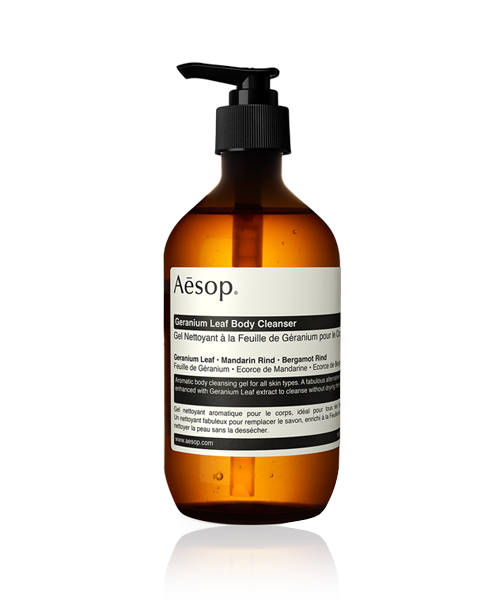 Aēsop®
Geranium Leaf Body Cleanser
Gel Nettoyant à la Feuille de Géranium pour le
Geranium Leaf • Mandarin Rind • Bergamot Rind
Feuille de Géranium • Ecorce de Mandarine • Ecorce de
Aromatic body cleansing gel for all skin types. A fabulous
enhanced with Geranium Leaf extract to cleanse without drying
Gel nettoyant aromatique pour le corps, idéal pour tous
Un nettoyant fabuleux pour remplacer le savon, enrichi à la
nettoyer la peau sans la dessécher.
www.aesop.com